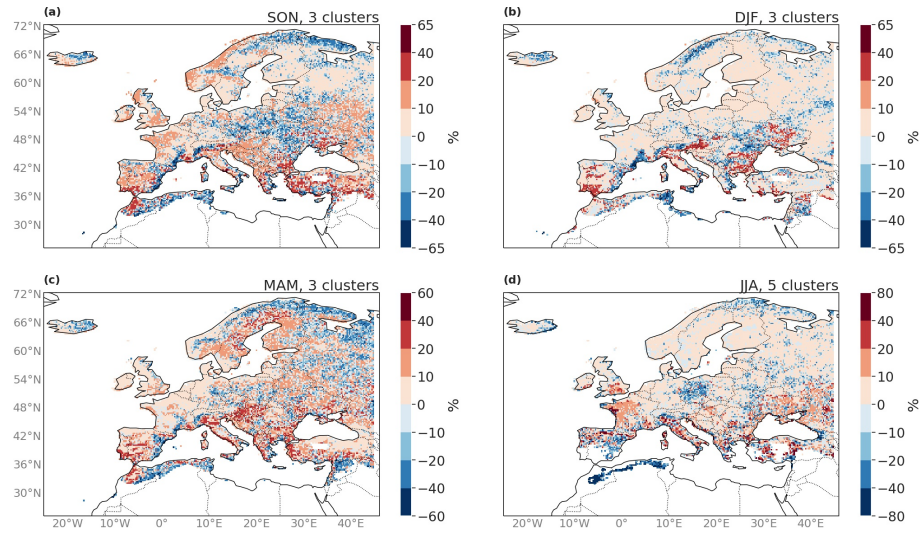 (a) SON, 3 clusters
72°N
66°N
60°N
54°N
48°N
42°N
36°N
30°N
65
40
20
10
0
−10
−20
−40
−65
%
(b) DJF, 3 clusters
65
40
20
10
0
−10
−20
−40
−65
%
(c) MAM, 3 clusters
72°N
66°N
60°N
54°N
48°N
42°N
36°N
30°N
20°W 10°W 0° 10°E 20°E 30°E 40°E
60
40
20
10
0
−10
−20
−40
−60
%
(d) JJA, 5 clusters
20°W 10°W 0° 10°E 20°E 30°E 40°E
80
40
20
10
0
−10
−20
−40
−80
%